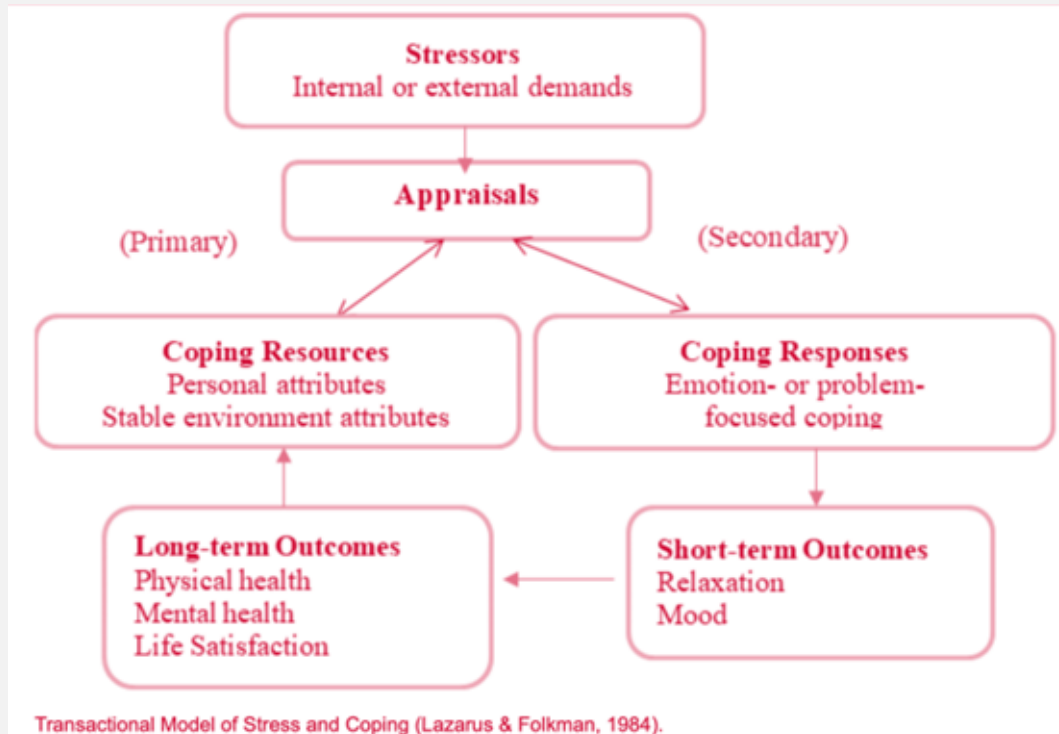 Stressors
Internal or external demands
Appraisals
(Primary)
(Secondary)
Coping Resources
Personal attributes
Stable environment attributes
Coping Responses
Emotion- or problem-
focused coping
Long-term Outcomes
Physical health
Mental health
Life Satisfaction
Short-term Outcomes
Relaxation
Mood
Transactional Model of Stress and Coping (Lazarus & Folkman, 1984).